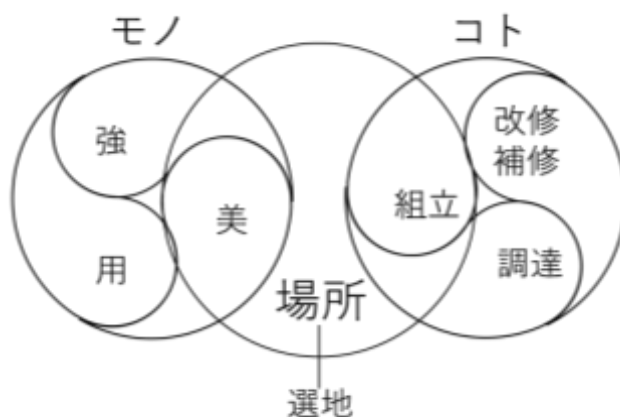 モノ
コト
強
用
美
組立
改修
補修
調達
場所
選地